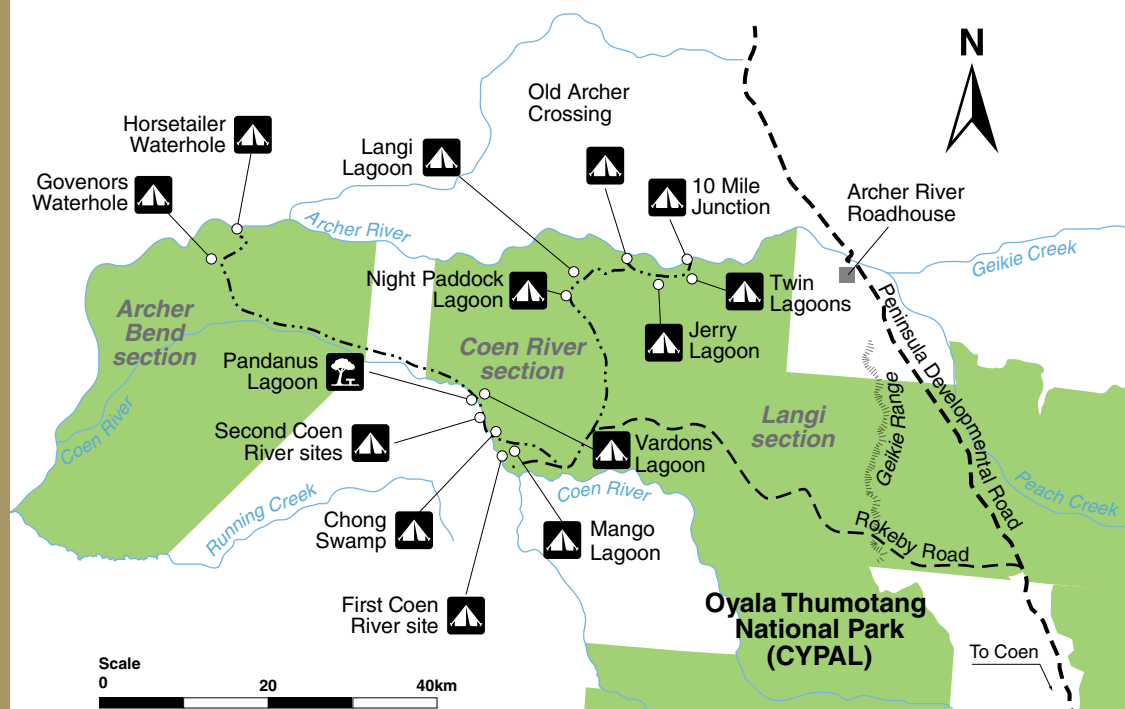 N
Old Archer
Crossing
Horsetailer
Waterhole
Langi
Lagoon
Govenors
Waterhole
10 Mile
Junction
Archer River
Roadhouse
Archer River
Geikie Creek
Night Paddock
Lagoon
Twin
Lagoons
Archer
Bend
section
Coen River
section
Jerry
Lagoon
Peninsula Developmental Road
Pandanus
Lagoon
Geikie Range
Langi
section
Coen River
Second Coen
River sites
Vardons
Lagoon
Peach Creek
Running Creek
Coen River
Chong
Swamp
Mango
Lagoon
Rokeby Road
First Coen
River site
Oyala Thumotang
National Park
(CYPAL)
To Coen
Scale
0 20 40km